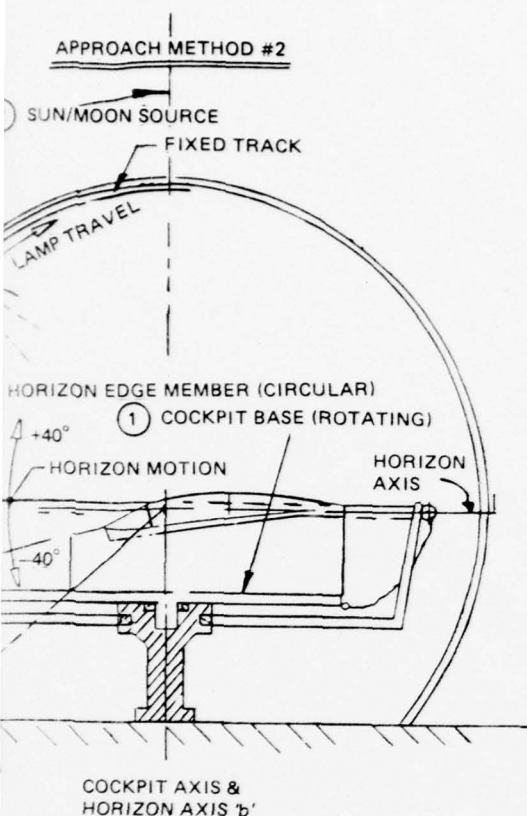 APPROACH METHOD #2
SUN/MOON SOURCE
FIXED TRACK
LAMP TRAVEL
HORIZON EDGE MEMBER (CIRCULAR)
1 COCKPIT BASE (ROTATING)
+40°
HORIZON MOTION
HORIZON
AXIS
-40°
COCKPIT AXIS &
HORIZON AXIS 'b'